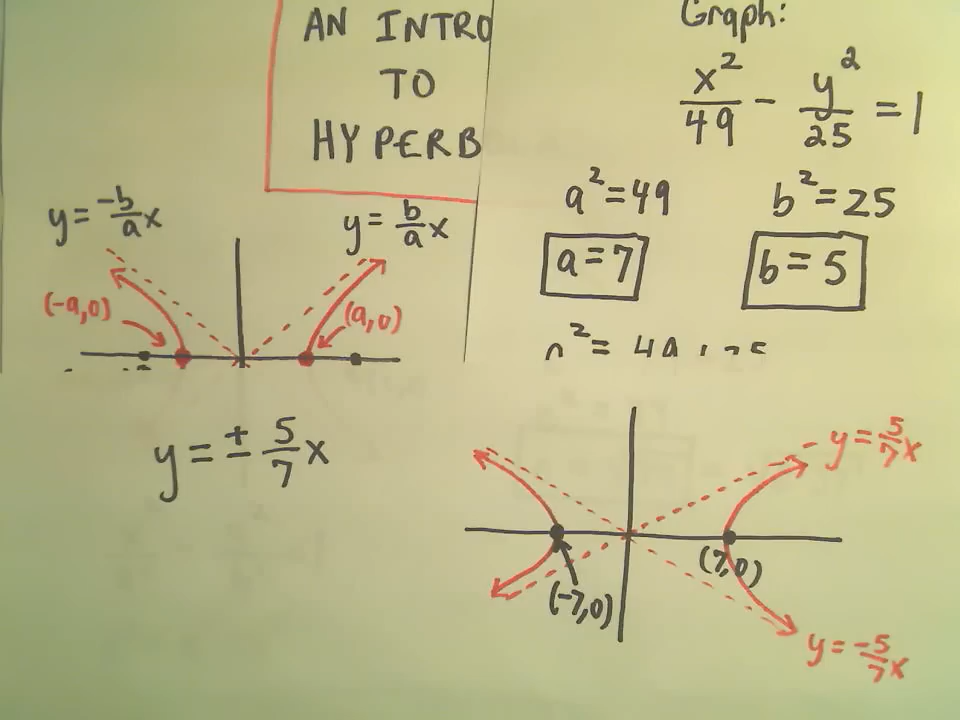 AN INTRO
TO
HYPERB
y = -b/a x
y = b/a x
(-a,0)
(a,0)
Graph:
x²/49 - y²/25 = 1
a² = 49
b² = 25
a = 7
b = 5
y = ± 5/7 x
y = 5/7 x
(7,0)
(-7,0)
y = -5/7 x